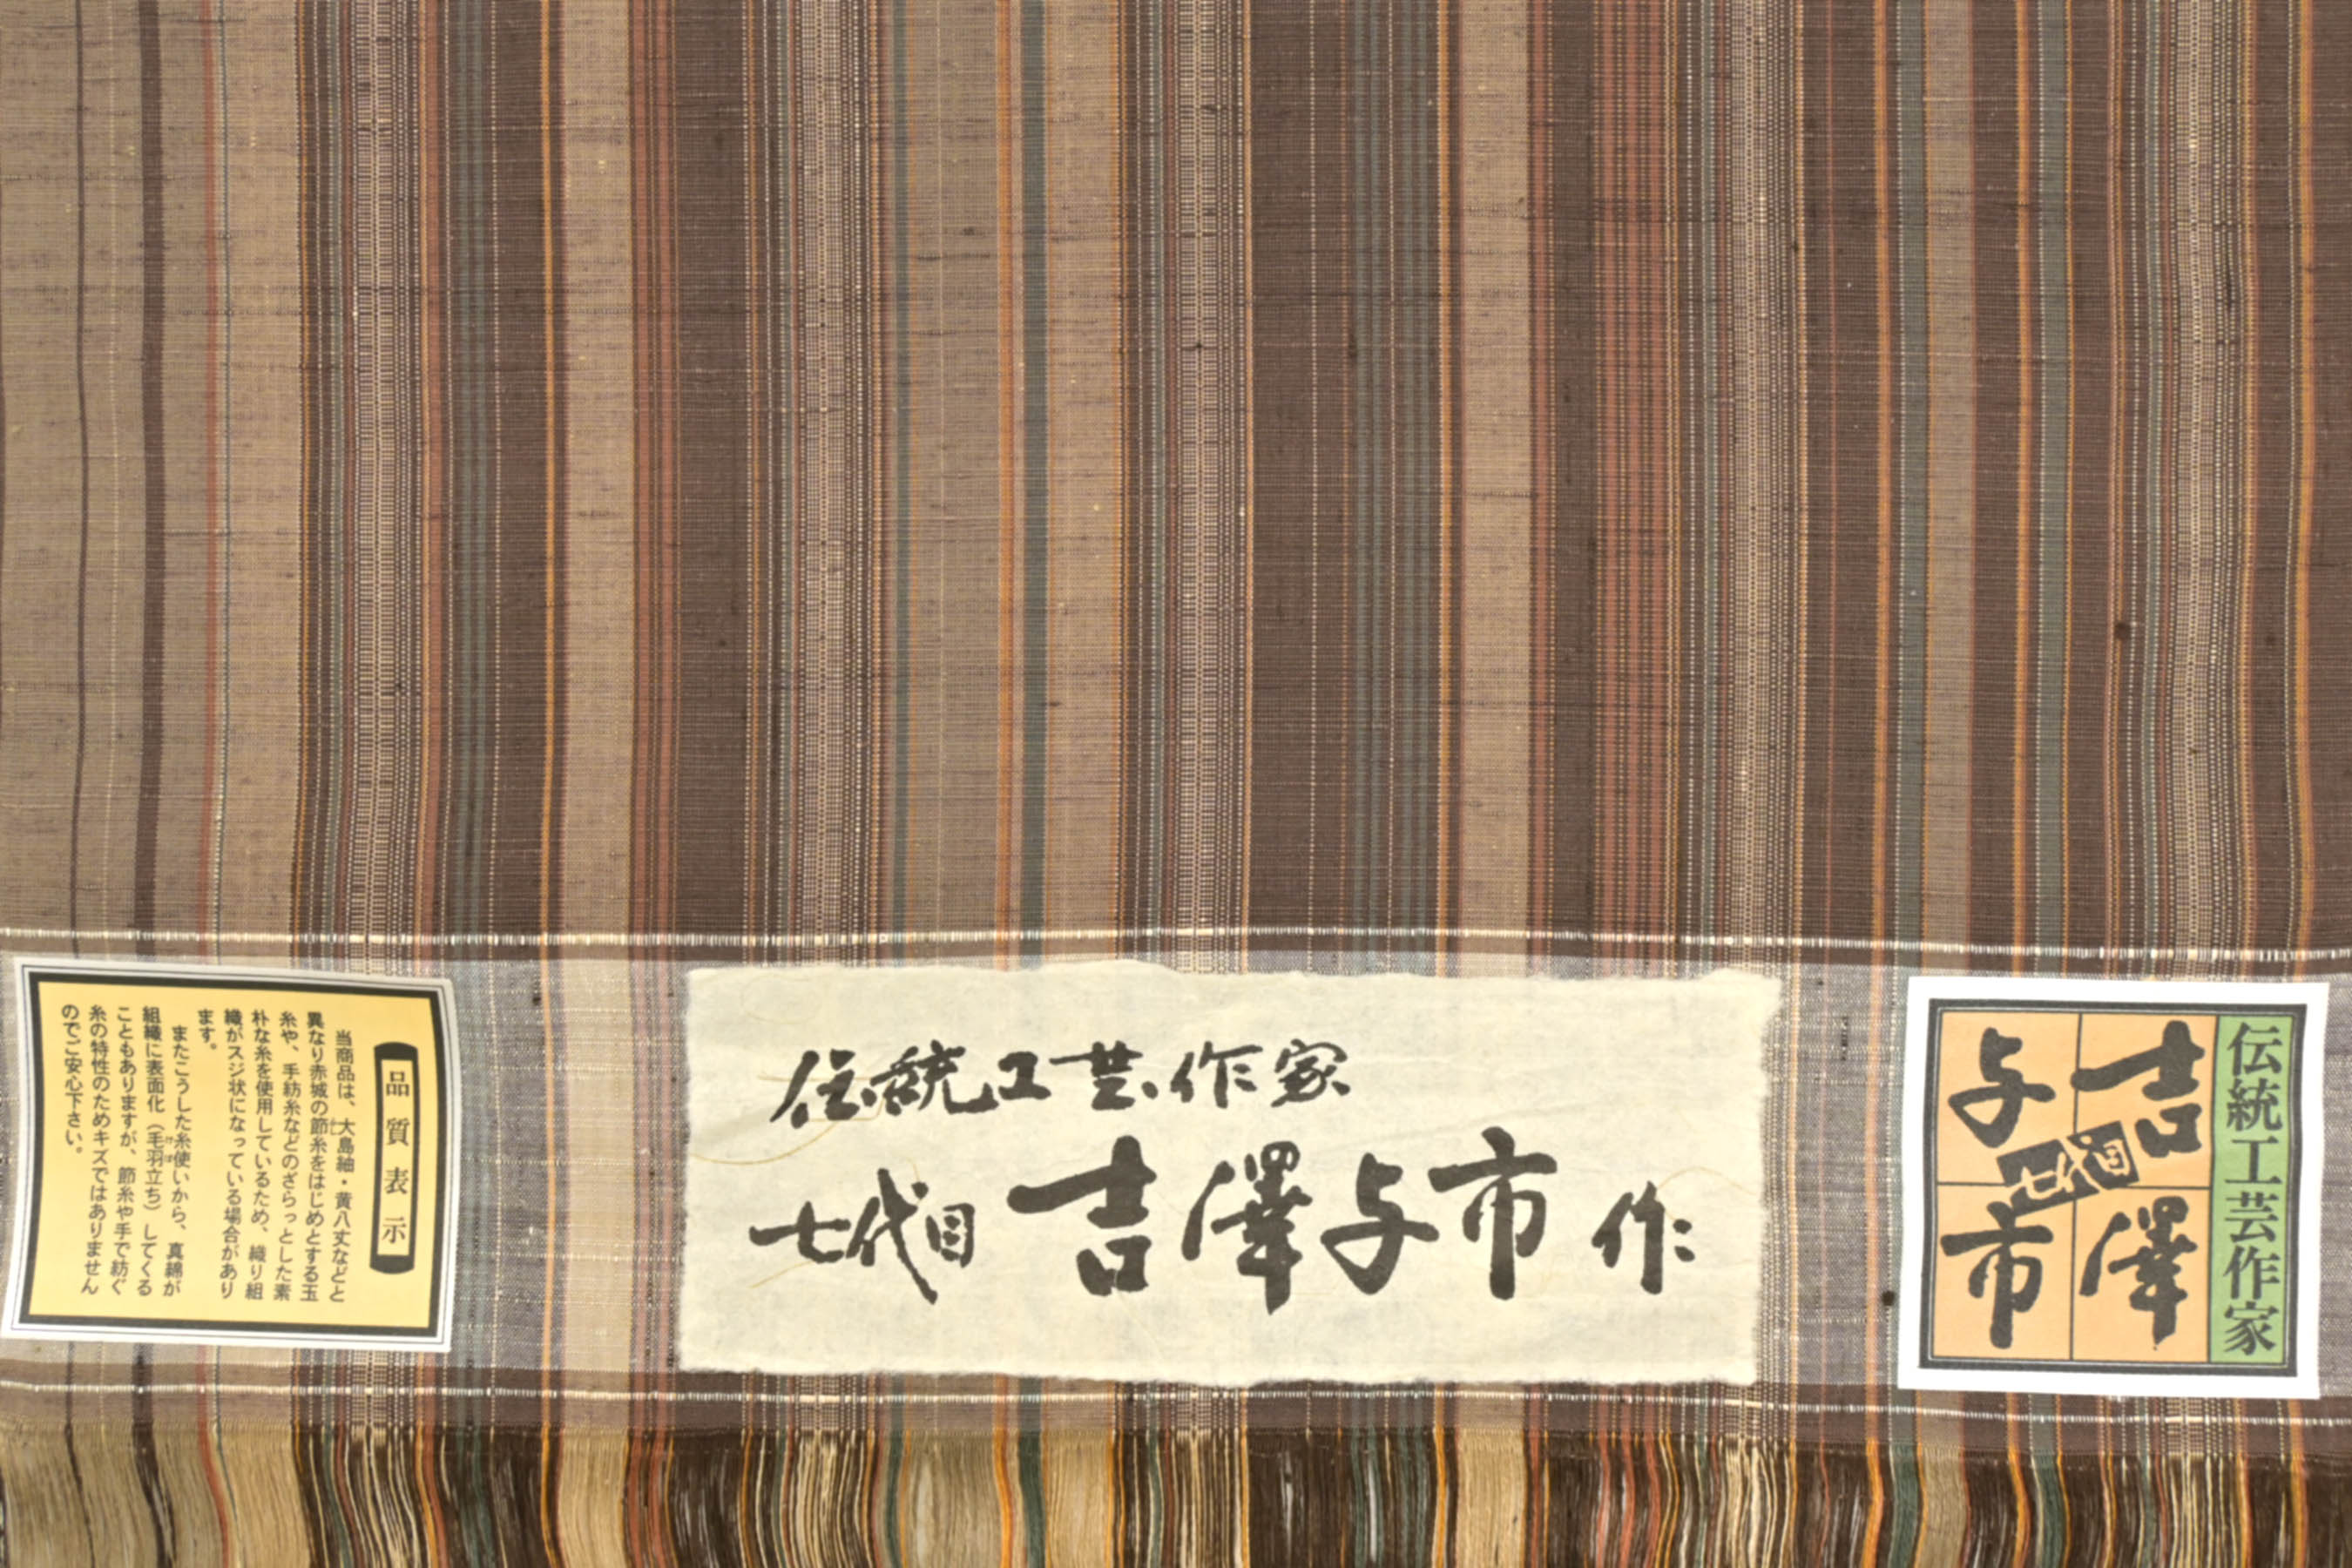 品質表示
当商品は、大島紬・黄八丈などと
異なり赤城の節糸をはじめとする玉
糸や、手紡糸などのざらっとした素
朴な糸を使用しているため、織り組
織がスジ状になっている場合があり
ます。
またこうした糸使いから、真綿が
組織に表面化（毛羽立ち）してくる
こともありますが、節糸や手で紡ぐ
糸の特性のためキズではありません
のでご安心下さい。
伝統工芸作家
七代目 吉澤与市 作
伝統工芸作家
吉澤
与市
七代目